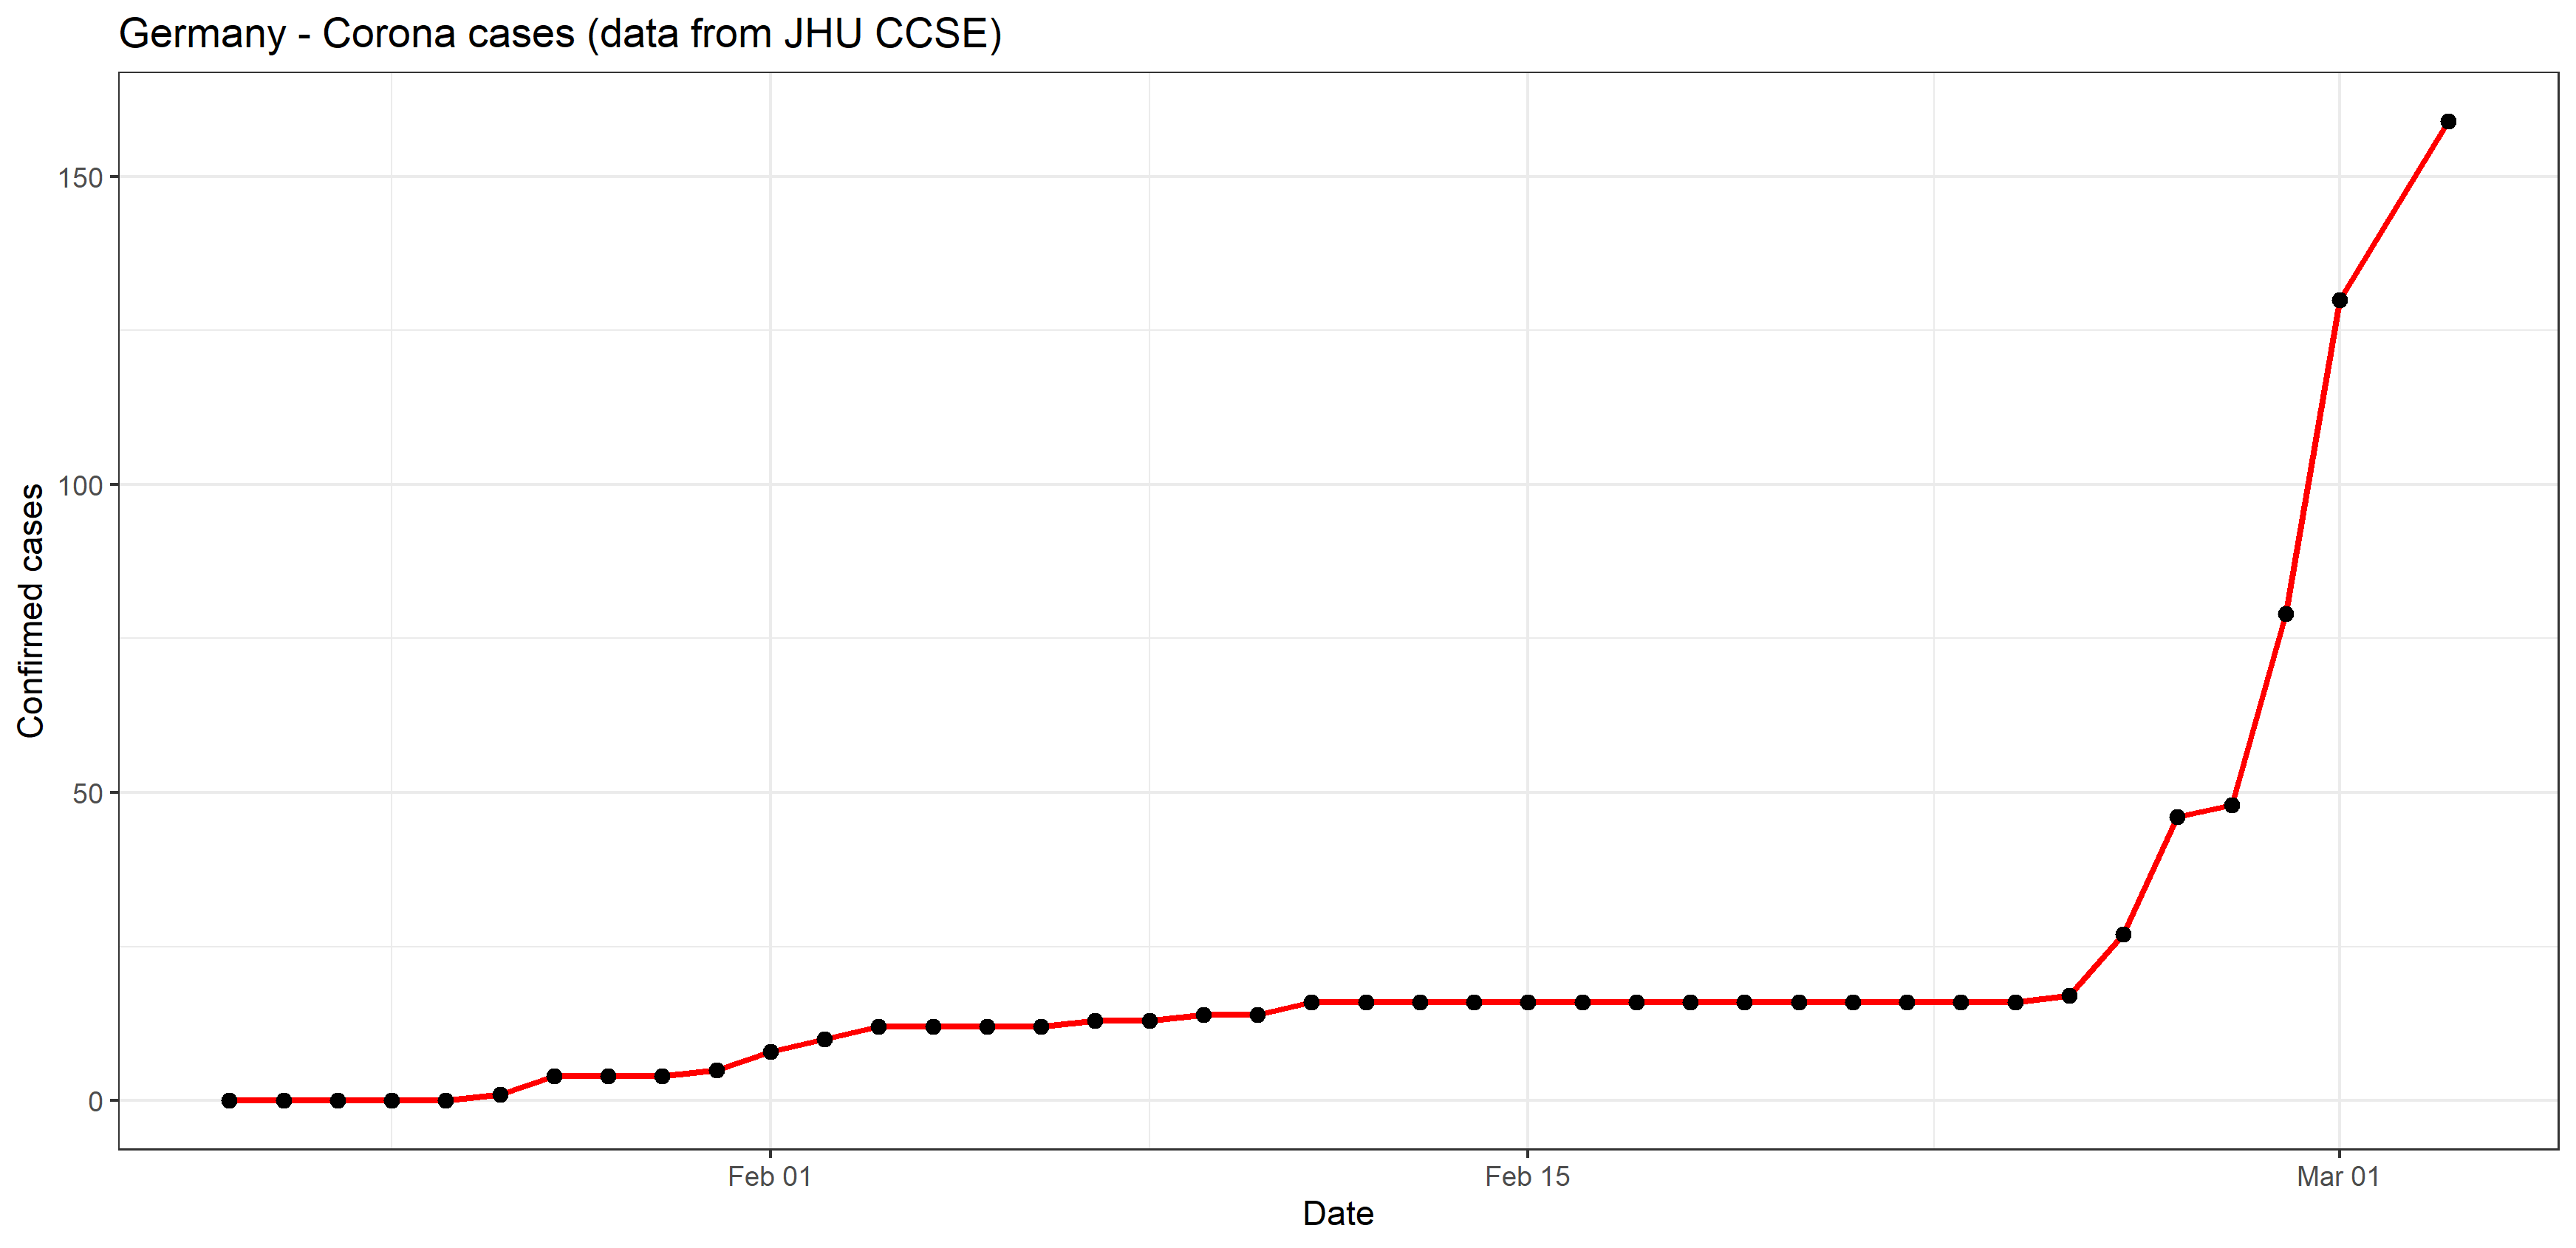 Germany - Corona cases (data from JHU CCSE)
Confirmed cases
150
100
50
0
Feb 01
Feb 15
Mar 01
Date